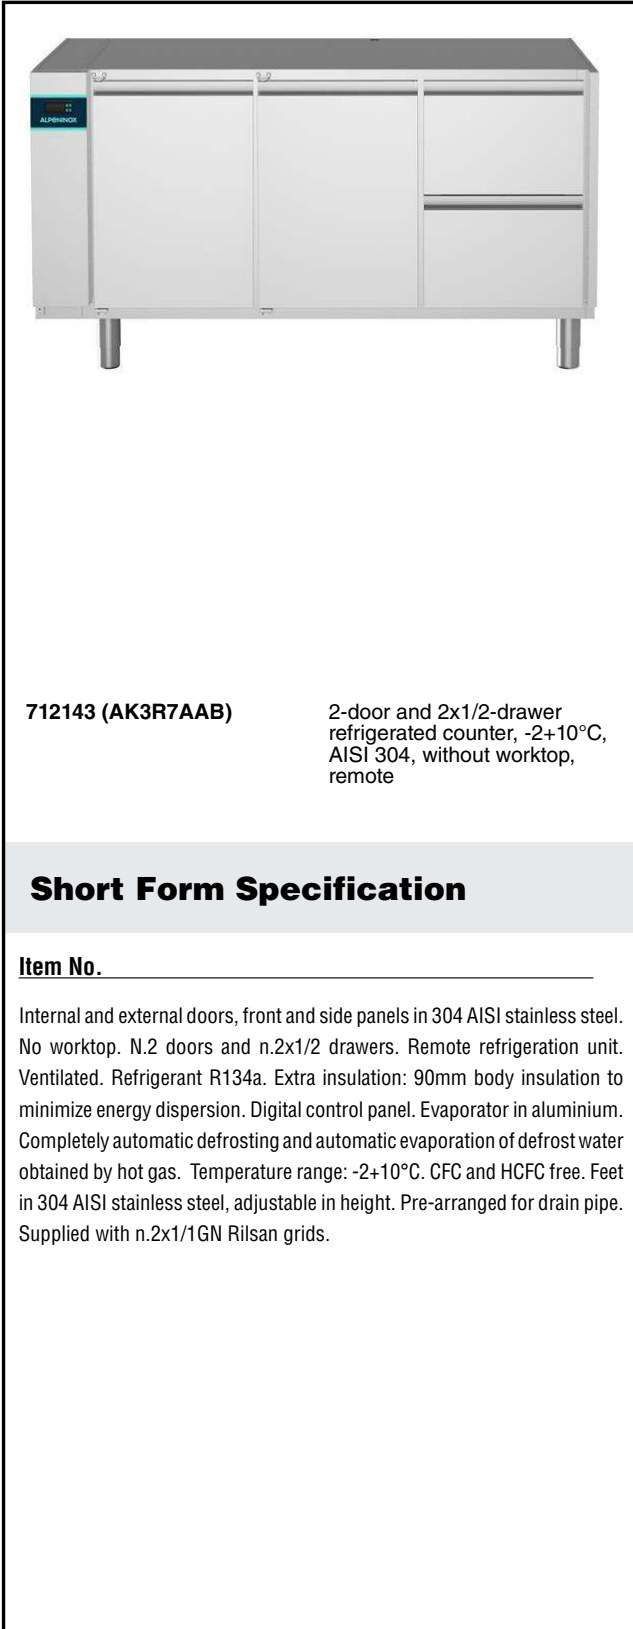 ALPENINOX
712143 (AK3R7AAB)
2-door and 2x1/2-drawer
refrigerated counter, -2+10°C,
AISI 304, without worktop,
remote
Short Form Specification
Item No.
Internal and external doors, front and side panels in 304 AISI stainless steel.
No worktop. N.2 doors and n.2x1/2 drawers. Remote refrigeration unit.
Ventilated. Refrigerant R134a. Extra insulation: 90mm body insulation to
minimize energy dispersion. Digital control panel. Evaporator in aluminium.
Completely automatic defrosting and automatic evaporation of defrost water
obtained by hot gas. Temperature range: -2+10°C. CFC and HCFC free. Feet
in 304 AISI stainless steel, adjustable in height. Pre-arranged for drain pipe.
Supplied with n.2x1/1GN Rilsan grids.